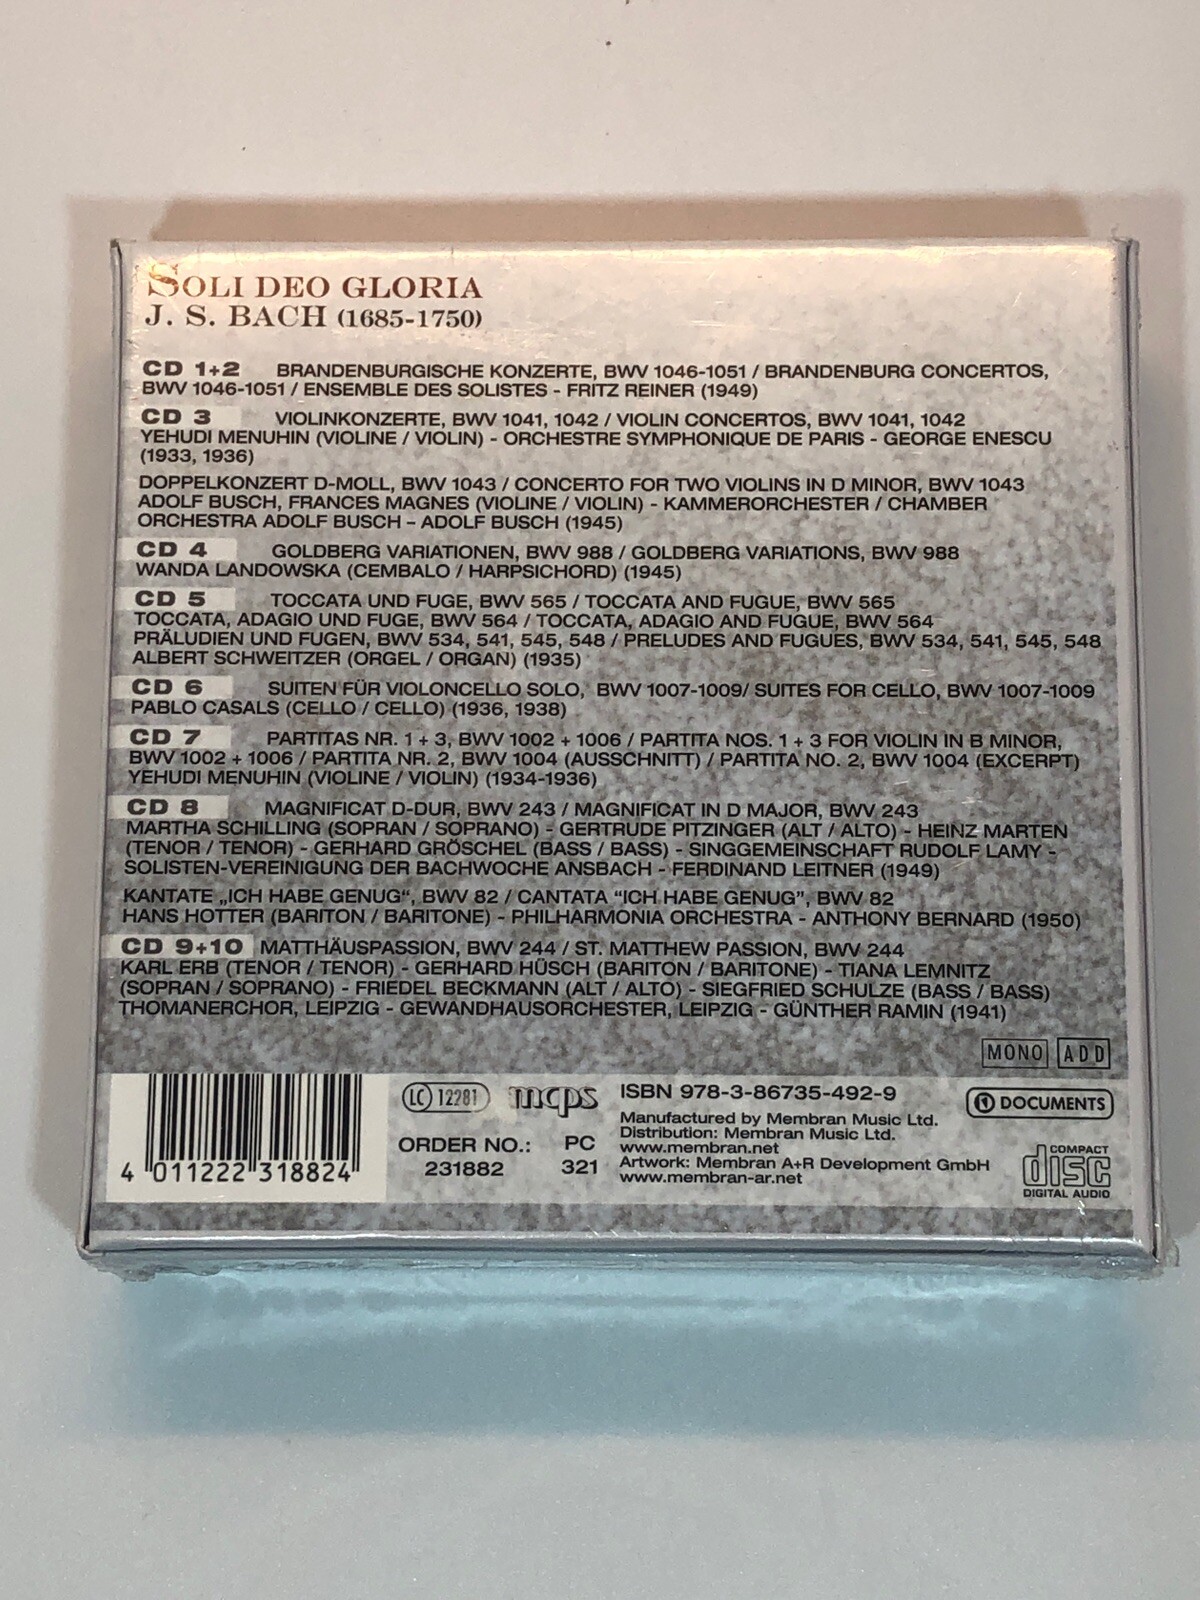 SOLI DEO GLORIA
J. S. BACH (1685-1750)
CD 1+2 BRANDENBURGISCHE KONZERTE, BWV 1046-1051 / BRANDENBURG CONCERTOS,
BWV 1046-1051 / ENSEMBLE DES SOLISTES - FRITZ REINER (1949)
CD 3 VIOLINKONZERTE, BWV 1041, 1042 / VIOLIN CONCERTOS, BWV 1041, 1042
YEHUDI MENUHIN (VIOLINE / VIOLIN) - ORCHESTRE SYMPHONIQUE DE PARIS - GEORGE ENESCU
(1933, 1936)
DOPPELKONZERT D-MOLL, BWV 1043 / CONCERTO FOR TWO VIOLINS IN D MINOR, BWV 1043
ADOLF BUSCH, FRANCES MAGNES (VIOLINE / VIOLIN) - KAMMERORCHESTER / CHAMBER
ORCHESTRA ADOLF BUSCH – ADOLF BUSCH (1945)
CD 4 GOLDBERG VARIATIONEN, BWV 988 / GOLDBERG VARIATIONS, BWV 988
WANDA LANDOWSKA (CEMBALO / HARPSICHORD) (1945)
CD 5 TOCCATA UND FUGE, BWV 565 / TOCCATA AND FUGUE, BWV 565
TOCCATA, ADAGIO UND FUGE, BWV 564 / TOCCATA, ADAGIO AND FUGUE, BWV 564
PRÄLUDIEN UND FUGEN, BWV 534, 541, 545, 548 / PRELUDES AND FUGUES, BWV 534, 541, 545, 548
ALBERT SCHWEITZER (ORGEL / ORGAN) (1935)
CD 6 SUITEN FÜR VIOLONCELLO SOLO, BWV 1007-1009/ SUITES FOR CELLO, BWV 1007-1009
PABLO CASALS (CELLO / CELLO) (1936, 1938)
CD 7 PARTITAS NR. 1 + 3, BWV 1002 + 1006 / PARTITA NOS. 1 + 3 FOR VIOLIN IN B MINOR,
BWV 1002 + 1006 / PARTITA NR. 2, BWV 1004 (AUSSCHNITT) / PARTITA NO. 2, BWV 1004 (EXCERPT)
YEHUDI MENUHIN (VIOLINE / VIOLIN) (1934-1936)
CD 8 MAGNIFICAT D-DUR, BWV 243 / MAGNIFICAT IN D MAJOR, BWV 243
MARTHA SCHILLING (SOPRAN / SOPRANO) - GERTRUDE PITZINGER (ALT / ALTO) - HEINZ MARTEN
(TENOR / TENOR) - GERHARD GRÖSCHEL (BASS / BASS) - SINGGEMEINSCHAFT RUDOLF LAMY -
SOLISTEN-VEREINIGUNG DER BACHWOCHE ANSBACH - FERDINAND LEITNER (1949)
KANTATE „ICH HABE GENUG“, BWV 82 / CANTATA “ICH HABE GENUG”, BWV 82
HANS HOTTER (BARITON / BARITONE) - PHILHARMONIA ORCHESTRA - ANTHONY BERNARD (1950)
CD 9+10 MATTHÄUSPASSION, BWV 244 / ST. MATTHEW PASSION, BWV 244
KARL ERB (TENOR / TENOR) - GERHARD HÜSCH (BARITON / BARITONE) - TIANA LEMNITZ
(SOPRAN / SOPRANO) - FRIEDEL BECKMANN (ALT / ALTO) - SIEGFRIED SCHULZE (BASS / BASS)
THOMANERCHOR, LEIPZIG - GEWANDHAUSORCHESTER, LEIPZIG - GÜNTHER RAMIN (1941)
MONO ADD
4 011222 318824
LC 12281 mcps
ORDER NO.: PC
231882 321
ISBN 978-3-86735-492-9
Manufactured by Membran Music Ltd.
Distribution: Membran Music Ltd.
www.membran.net
Artwork: Membran A+R Development GmbH
www.membran-ar.net
DOCUMENTS
COMPACT
disc
DIGITAL AUDIO